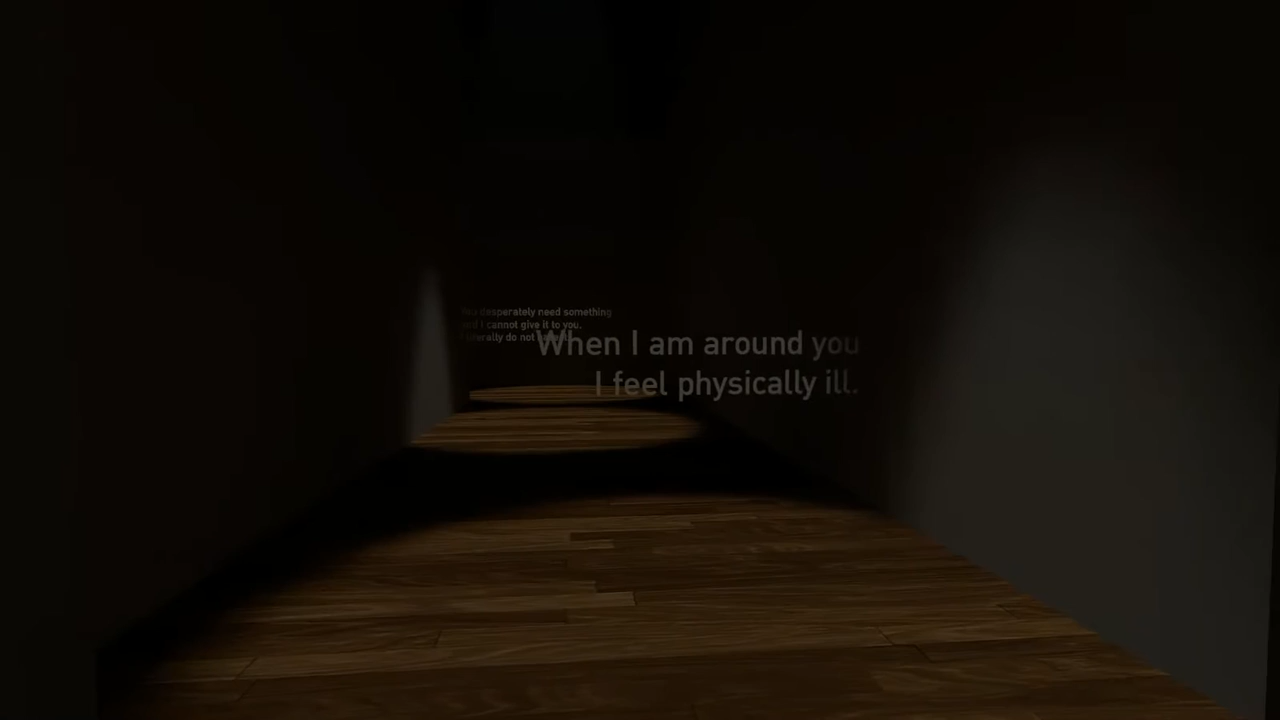 You desperately need something
and I cannot give it to you.
I literally do not
When I am around you
I feel physically ill.